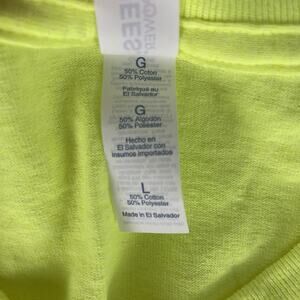 G
50% Coton
50% Polyester
Fabriqué au
El Salvador
G
50% Algodón
50% Poliéster
Hecho en
El Salvador con
insumos importados
L
50% Cotton
50% Polyester
Made in El Salvador